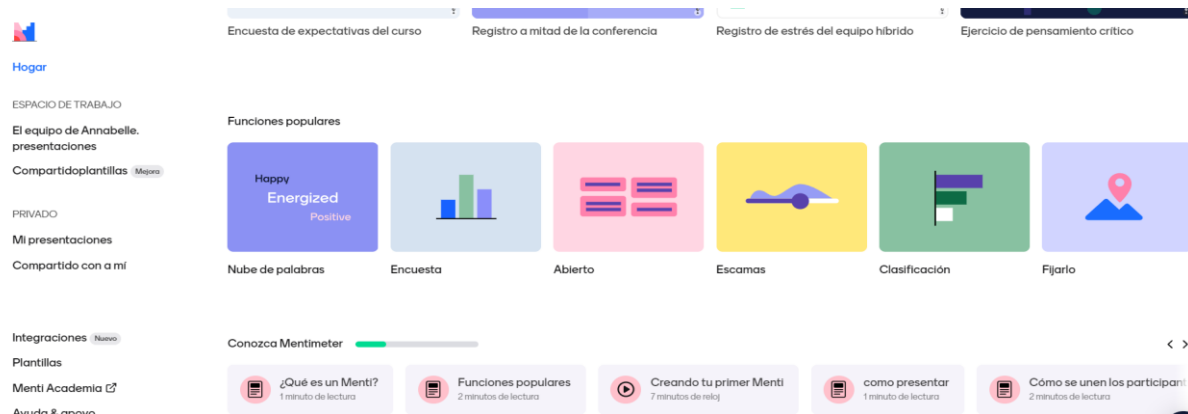 Encuesta de expectativas del curso
Registro a mitad de la conferencia
Registro de estrés del equipo híbrido
Ejercicio de pensamiento crítico
Hogar
ESPACIO DE TRABAJO
El equipo de Annabelle.
presentaciones
Compartidoplantillas Mejora
PRIVADO
Mi presentaciones
Compartido con a mí
Integraciones Nuevo
Plantillas
Menti Academia
Ayuda & apoyo
Funciones populares
Happy
Energized
Positive
Nube de palabras
Encuesta
Abierto
Escamas
Clasificación
Fijarlo
Conozca Mentimeter
¿Qué es un Menti?
1 minuto de lectura
Funciones populares
2 minutos de lectura
Creando tu primer Menti
7 minutos de reloj
como presentar
1 minuto de lectura
Cómo se unen los participant
2 minutos de lectura